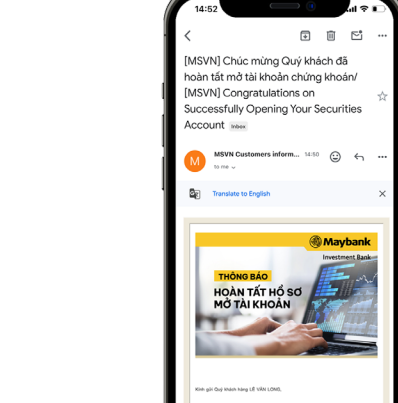 14:52
[MSVN] Chúc mừng Quý khách đã
hoàn tất mở tài khoản chứng khoán/
[MSVN] Congratulations on
Successfully Opening Your Securities
Account Inbox
M
MSVN Customers inform... 14:50
to me
Translate to English
Maybank
Investment Bank
THÔNG BÁO
HOÀN TẤT HỒ SƠ
MỞ TÀI KHOẢN
Kính gửi Quý khách hàng LÊ VĂN LONG,